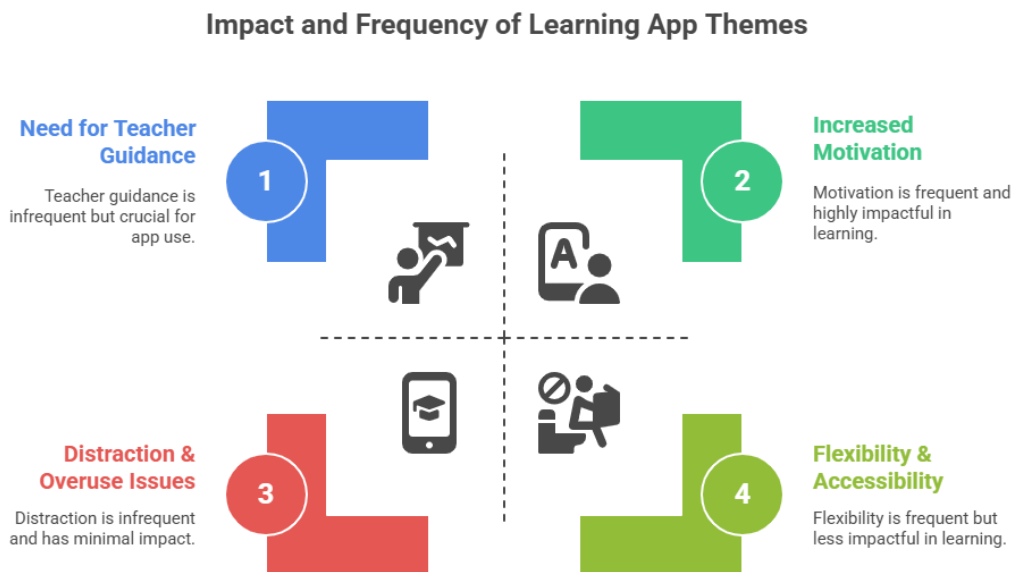 Impact and Frequency of Learning App Themes
Need for Teacher
Guidance
1
Teacher guidance is
infrequent but crucial for
app use.
2
Increased
Motivation
Motivation is frequent and
highly impactful in
learning.
A
Distraction &
Overuse Issues
3
Distraction is infrequent
and has minimal impact.
4
Flexibility &
Accessibility
Flexibility is frequent but
less impactful in learning.